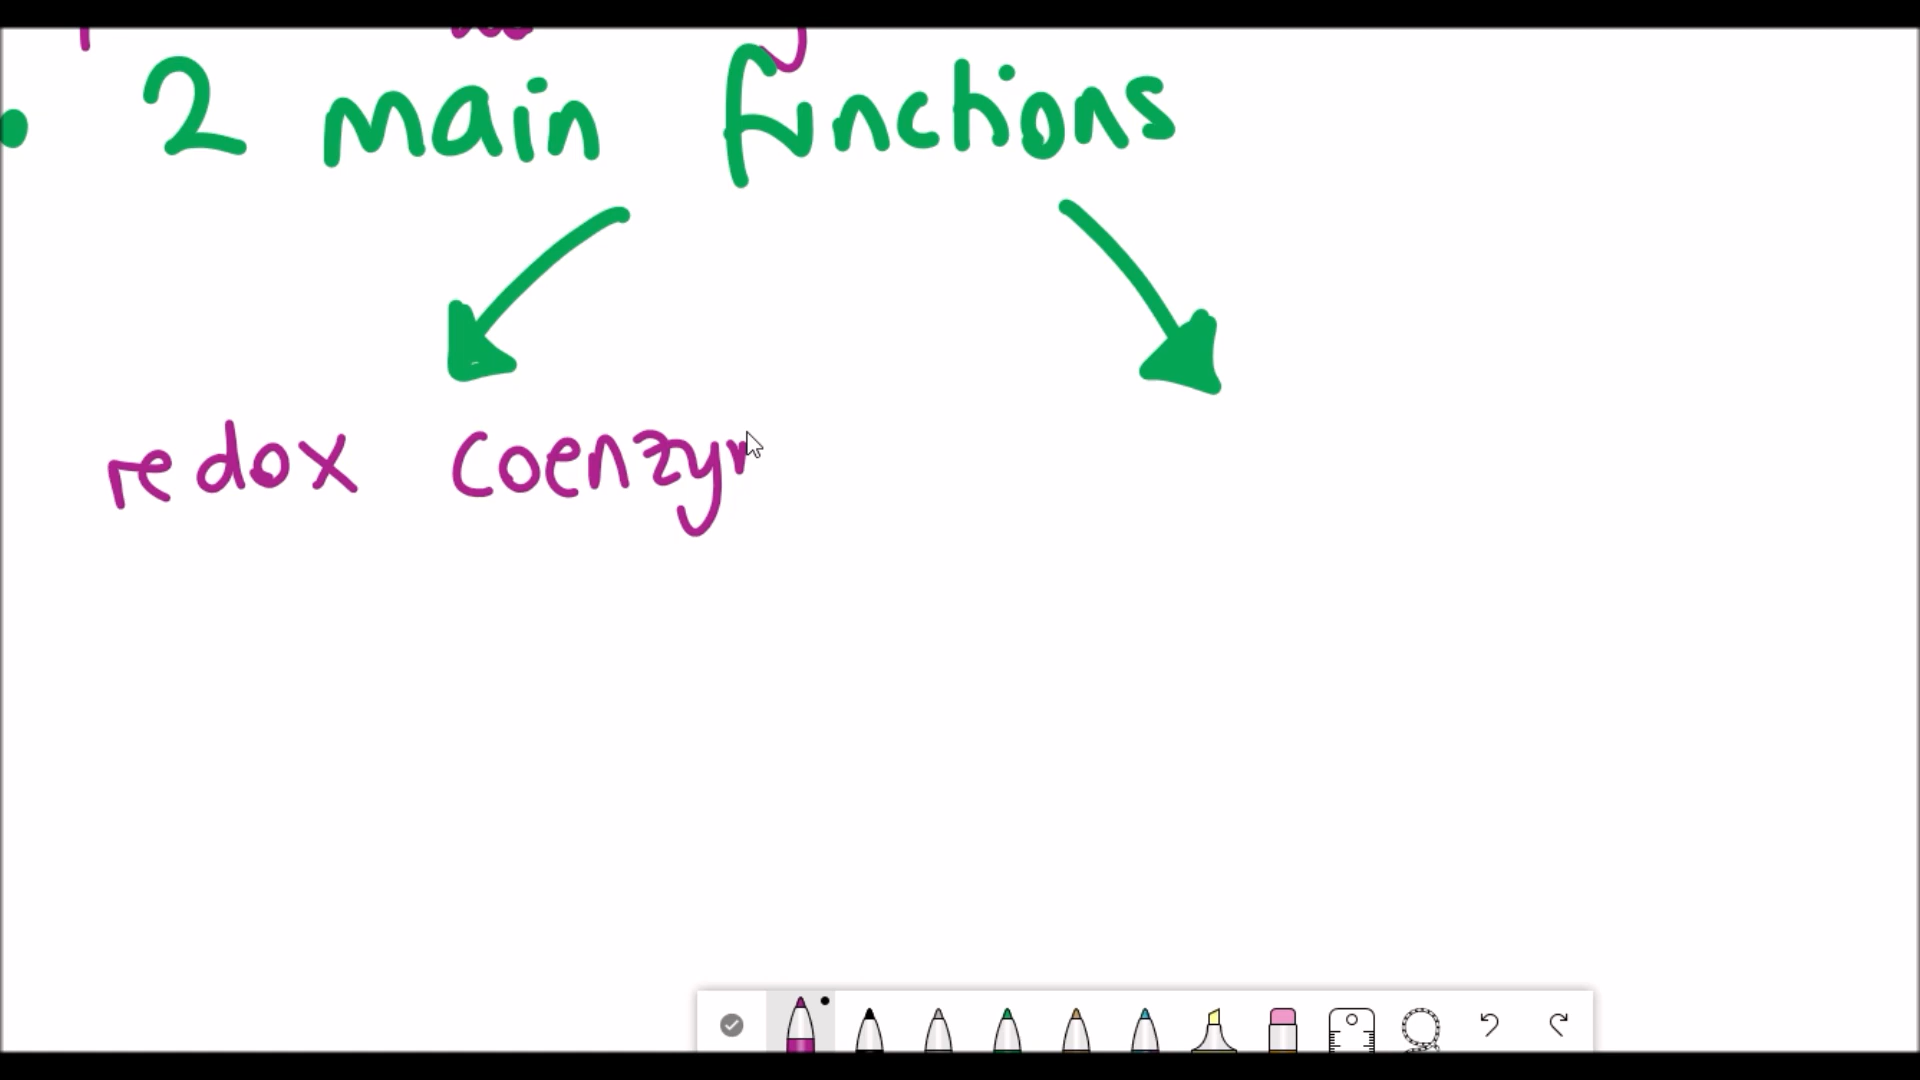 • 2 main functions
redox coenzy